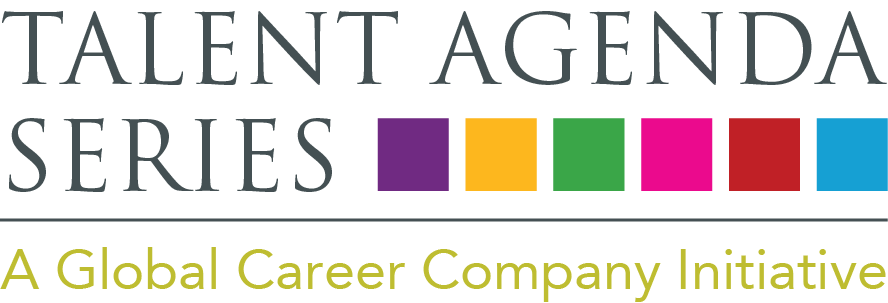 TALENT AGENDA
SERIES
A Global Career Company Initiative